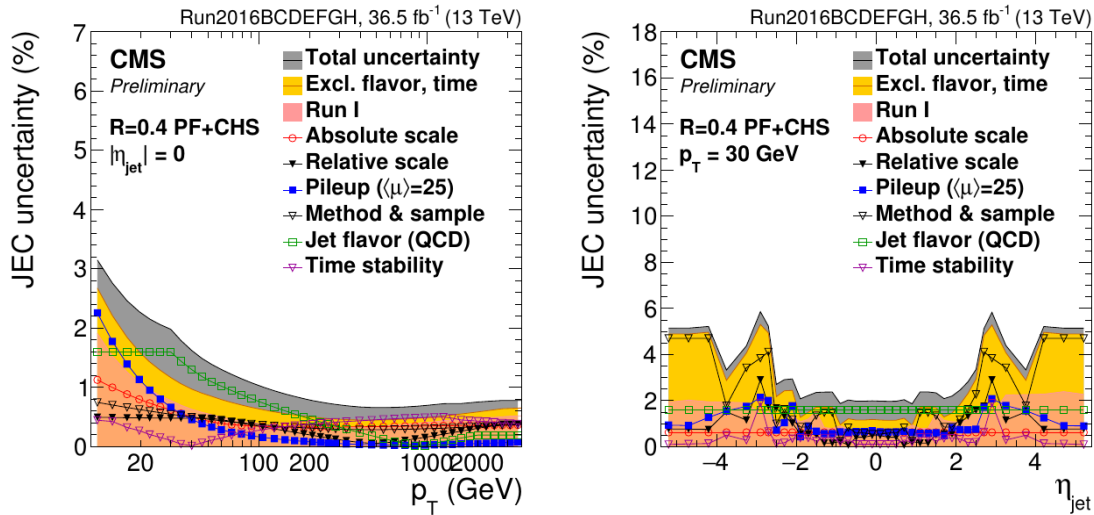 Run2016BCDEFGH, 36.5 fb⁻¹ (13 TeV)
JEC uncertainty (%)
7
6
5
4
3
2
1
0
CMS
Preliminary
R=0.4 PF+CHS
|η_jet| = 0
Total uncertainty
Excl. flavor, time
Run I
Absolute scale
Relative scale
Pileup (⟨μ⟩=25)
Method & sample
Jet flavor (QCD)
Time stability
20 100 200 1000 2000
p_T (GeV)
Run2016BCDEFGH, 36.5 fb⁻¹ (13 TeV)
JEC uncertainty (%)
18
16
14
12
10
8
6
4
2
0
CMS
Preliminary
R=0.4 PF+CHS
p_T = 30 GeV
Total uncertainty
Excl. flavor, time
Run I
Absolute scale
Relative scale
Pileup (⟨μ⟩=25)
Method & sample
Jet flavor (QCD)
Time stability
−4 −2 0 2 4
η_jet